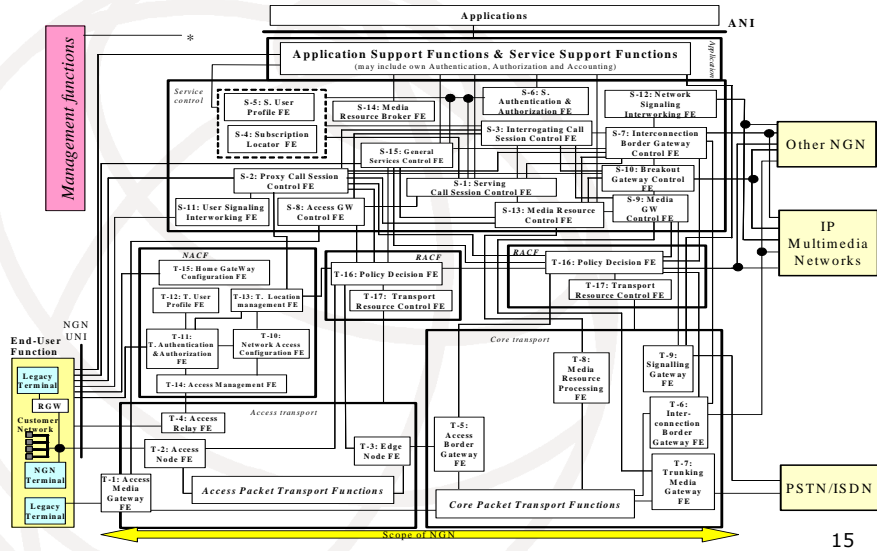 Applications
ANI
Management functions
*
Application Support Functions & Service Support Functions
(may include own Authentication, Authorization and Accounting)
Application
Service
control
S-5: S. User
Profile FE
S-14: Media
Resource Broker FE
S-6: S.
Authentication &
Authorization FE
S-12: Network
Signaling
Interworking FE
S-4: Subscription
Locator FE
S-3: Interrogating Call
Session Control FE
S-7: Interconnection
Border Gateway
Control FE
Other NGN
S-15: General
Services Control FE
S-2: Proxy Call Session
Control FE
S-1: Serving
Call Session Control FE
S-10: Breakout
Gateway Control
FE
S-11: User Signaling
Interworking FE
S-8: Access GW
Control FE
S-13: Media Resource
Control FE
S-9: Media
GW
Control FE
IP
Multimedia
Networks
NACF
T-15: Home GateWay
Configuration FE
RACF
T-16: Policy Decision FE
RACF
T-16: Policy Decision FE
T-12: T. User
Profile FE
T-13: T. Location
management FE
T-17: Transport
Resource Control FE
T-17: Transport
Resource Control FE
NGN
UNI
End-User
Function
T-11:
T. Authentication
& Authorization
FE
T-10:
Network Access
Configuration FE
Core transport
T-14: Access Management FE
Legacy
Terminal
RGW
Customer
Network
NGN
Terminal
Legacy
Terminal
T-4: Access
Relay FE
Access transport
T-2: Access
Node FE
T-3: Edge
Node FE
T-1: Access
Media
Gateway
FE
Access Packet Transport Functions
T-5:
Access
Border
Gateway
FE
T-8:
Media
Resource
Processing
FE
T-9:
Signalling
Gateway
FE
T-6:
Inter-
connection
Border
Gateway FE
T-7:
Trunking
Media
Gateway
FE
Core Packet Transport Functions
PSTN/ISDN
Scope of NGN
15